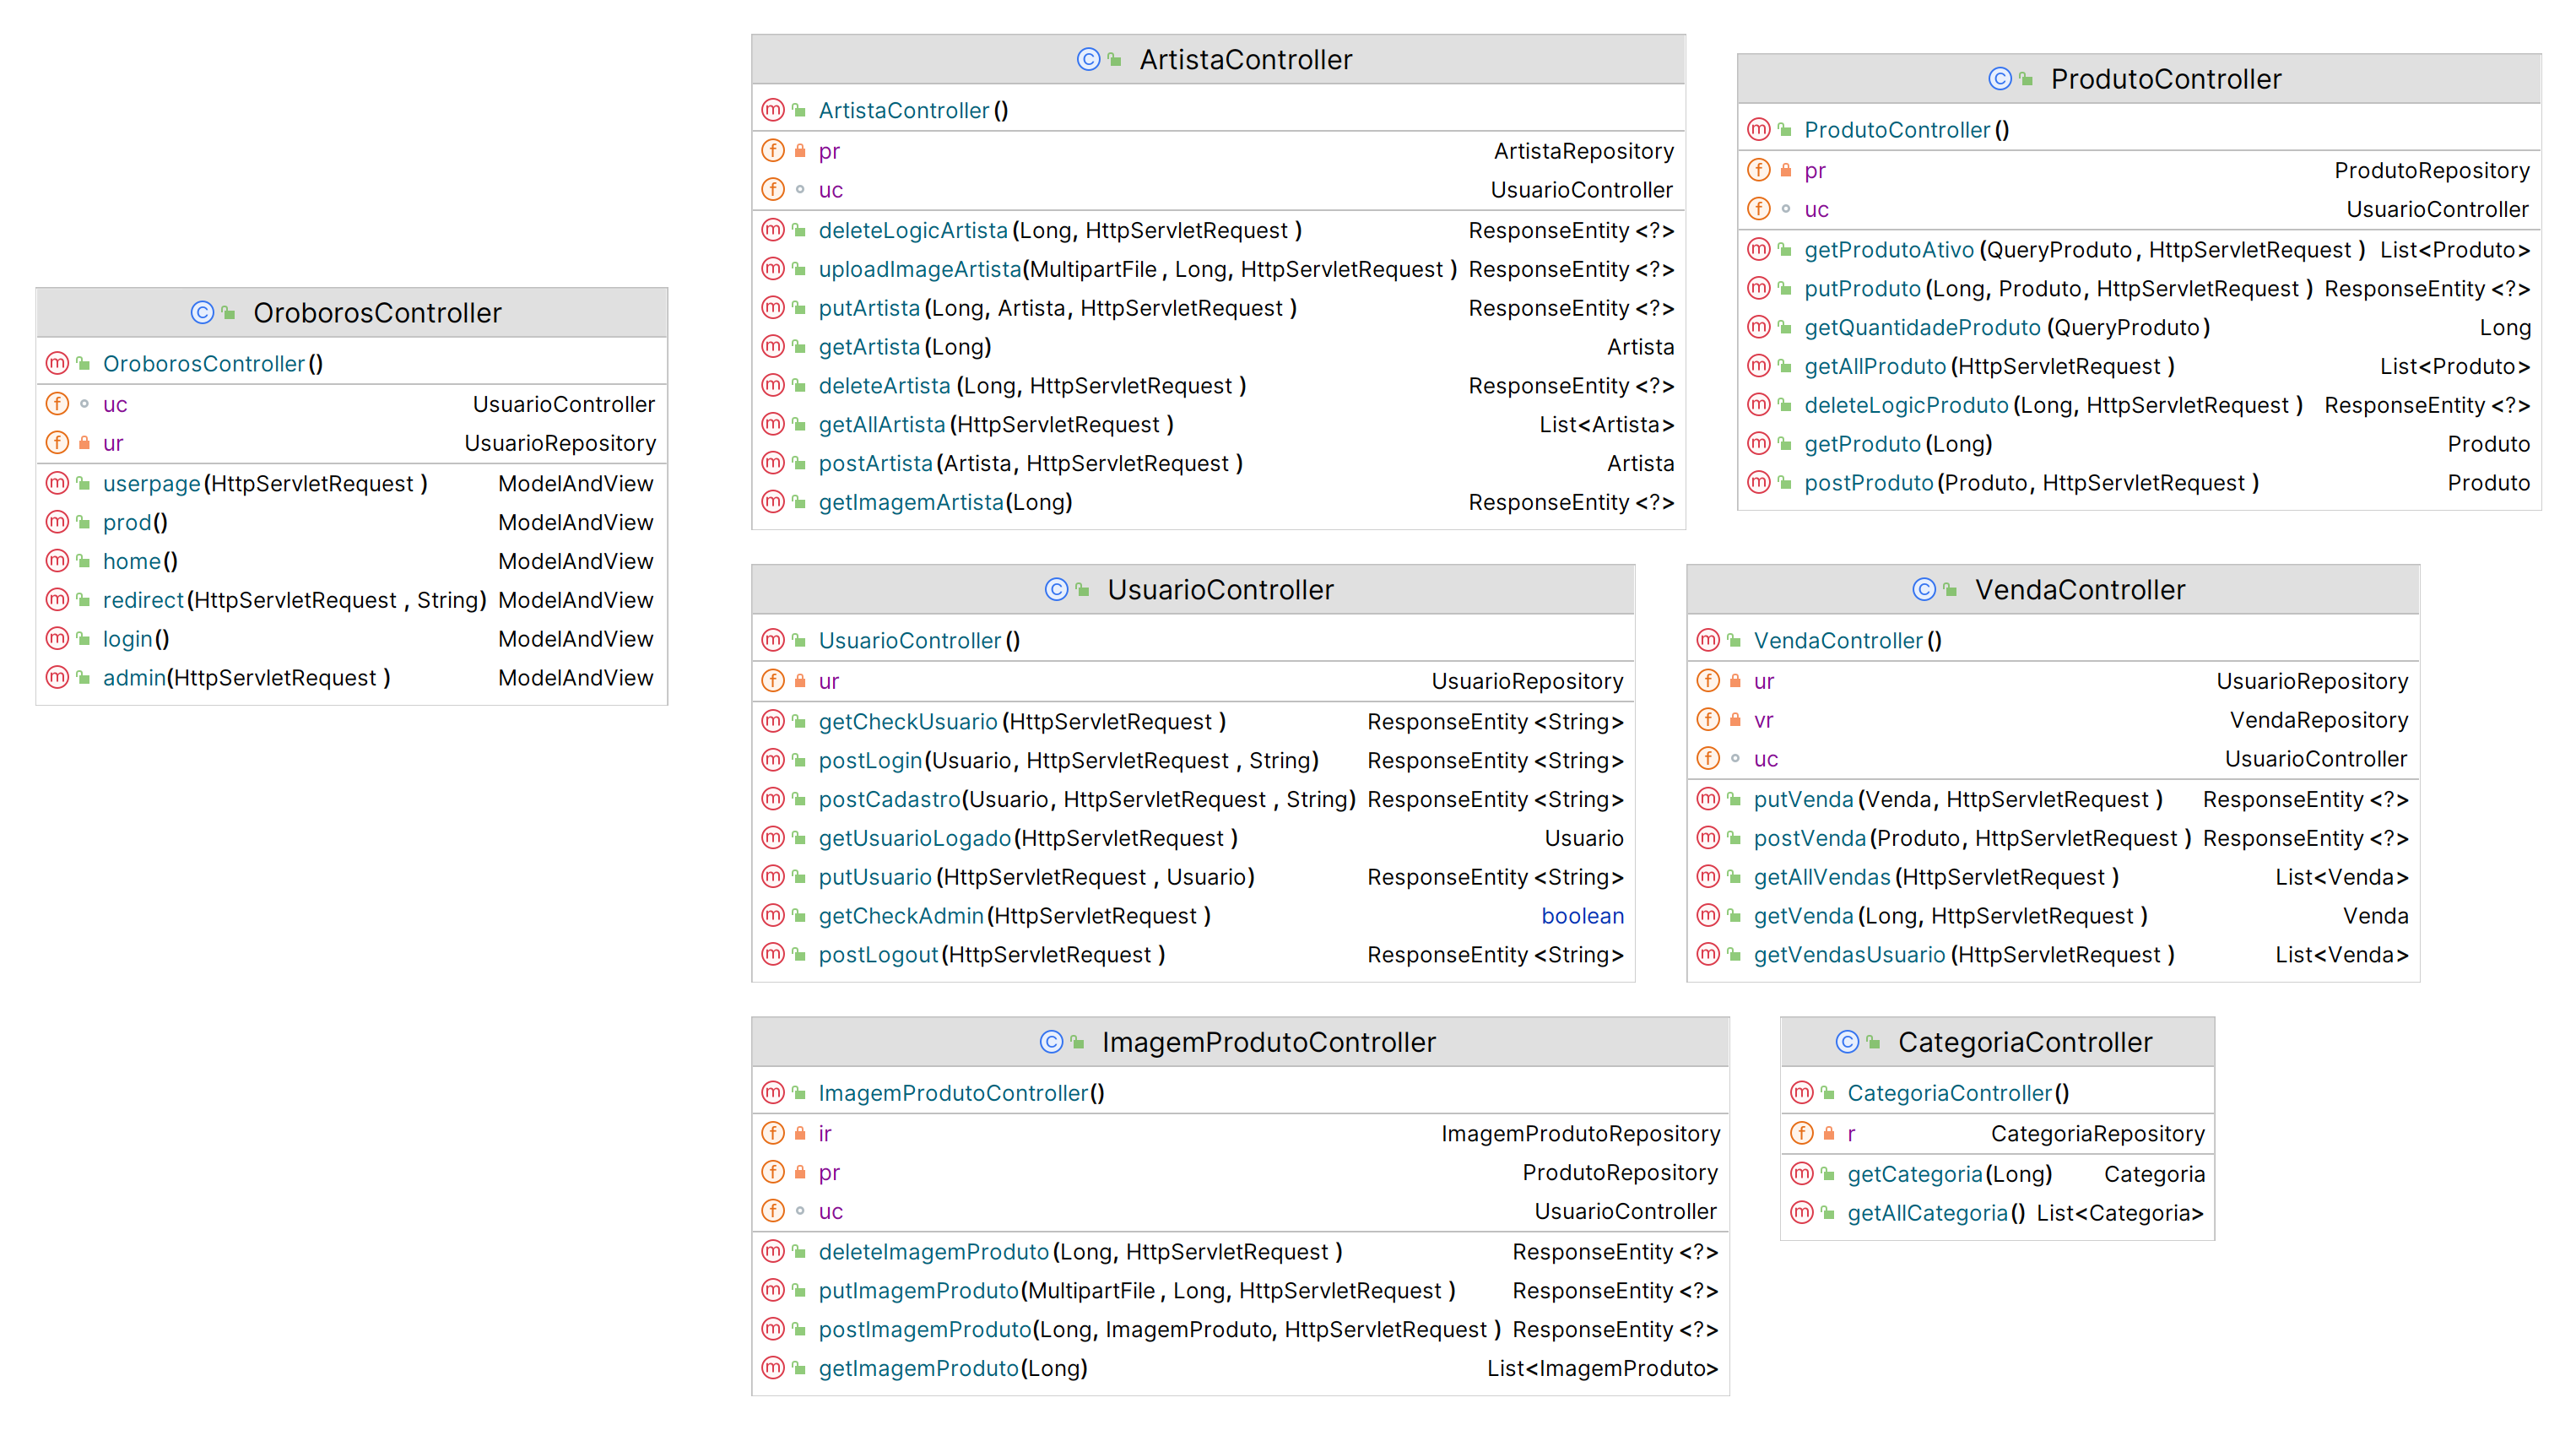 OroborosController
OroborosController()
uc UsuarioController
ur UsuarioRepository
userpage(HttpServletRequest) ModelAndView
prod() ModelAndView
home() ModelAndView
redirect(HttpServletRequest, String) ModelAndView
login() ModelAndView
admin(HttpServletRequest) ModelAndView
ArtistaController
ArtistaController()
pr ArtistaRepository
uc UsuarioController
deleteLogicArtista(Long, HttpServletRequest) ResponseEntity<?>
uploadImageArtista(MultipartFile, Long, HttpServletRequest) ResponseEntity<?>
putArtista(Long, Artista, HttpServletRequest) ResponseEntity<?>
getArtista(Long) Artista
deleteArtista(Long, HttpServletRequest) ResponseEntity<?>
getAllArtista(HttpServletRequest) List<Artista>
postArtista(Artista, HttpServletRequest) Artista
getImagemArtista(Long) ResponseEntity<?>
ProdutoController
ProdutoController()
pr ProdutoRepository
uc UsuarioController
getProdutoAtivo(QueryProduto, HttpServletRequest) List<Produto>
putProduto(Long, Produto, HttpServletRequest) ResponseEntity<?>
getQuantidadeProduto(QueryProduto) Long
getAllProduto(HttpServletRequest) List<Produto>
deleteLogicProduto(Long, HttpServletRequest) ResponseEntity<?>
getProduto(Long) Produto
postProduto(Produto, HttpServletRequest) Produto
UsuarioController
UsuarioController()
ur UsuarioRepository
getCheckUsuario(HttpServletRequest) ResponseEntity<String>
postLogin(Usuario, HttpServletRequest, String) ResponseEntity<String>
postCadastro(Usuario, HttpServletRequest, String) ResponseEntity<String>
getUsuarioLogado(HttpServletRequest) Usuario
putUsuario(HttpServletRequest, Usuario) ResponseEntity<String>
getCheckAdmin(HttpServletRequest) boolean
postLogout(HttpServletRequest) ResponseEntity<String>
VendaController
VendaController()
ur UsuarioRepository
vr VendaRepository
uc UsuarioController
putVenda(Venda, HttpServletRequest) ResponseEntity<?>
postVenda(Produto, HttpServletRequest) ResponseEntity<?>
getAllVendas(HttpServletRequest) List<Venda>
getVenda(Long, HttpServletRequest) Venda
getVendasUsuario(HttpServletRequest) List<Venda>
ImagemProdutoController
ImagemProdutoController()
ir ImagemProdutoRepository
pr ProdutoRepository
uc UsuarioController
deleteImagemProduto(Long, HttpServletRequest) ResponseEntity<?>
putImagemProduto(MultipartFile, Long, HttpServletRequest) ResponseEntity<?>
postImagemProduto(Long, ImagemProduto, HttpServletRequest) ResponseEntity<?>
getImagemProduto(Long) List<ImagemProduto>
CategoriaController
CategoriaController()
r CategoriaRepository
getCategoria(Long) Categoria
getAllCategoria() List<Categoria>